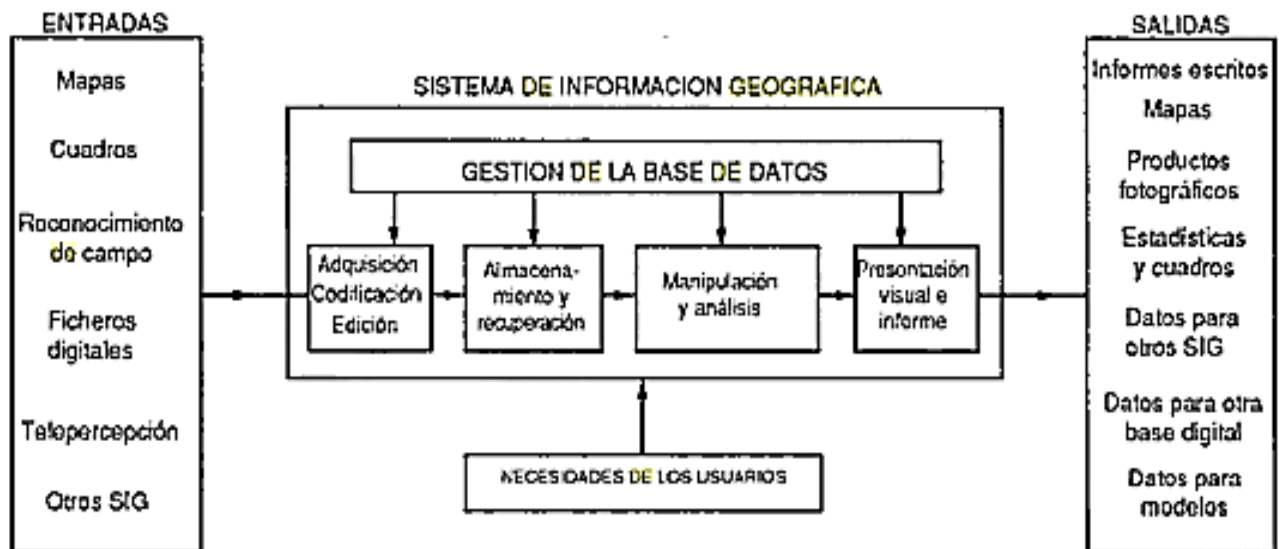 ENTRADAS
Mapas
Cuadros
Roconocimiento
de campo
Ficheros
digitales
Telepercepción
Otros SIG
SISTEMA DE INFORMACION GEOGRAFICA
GESTION DE LA BASE DE DATOS
Adquisición
Codificación
Edición
Almacena-
miento y
recuperación
Manipulación
y análisis
Prosontación
visual e
informe
NECESIDADES DE LOS USUARIOS
SALIDAS
Informes escritos
Mapas
Productos
fotográficos
Estadísticas
y cuadros
Datos para
otros SIG
Datos para otra
base digital
Datos para
modelos